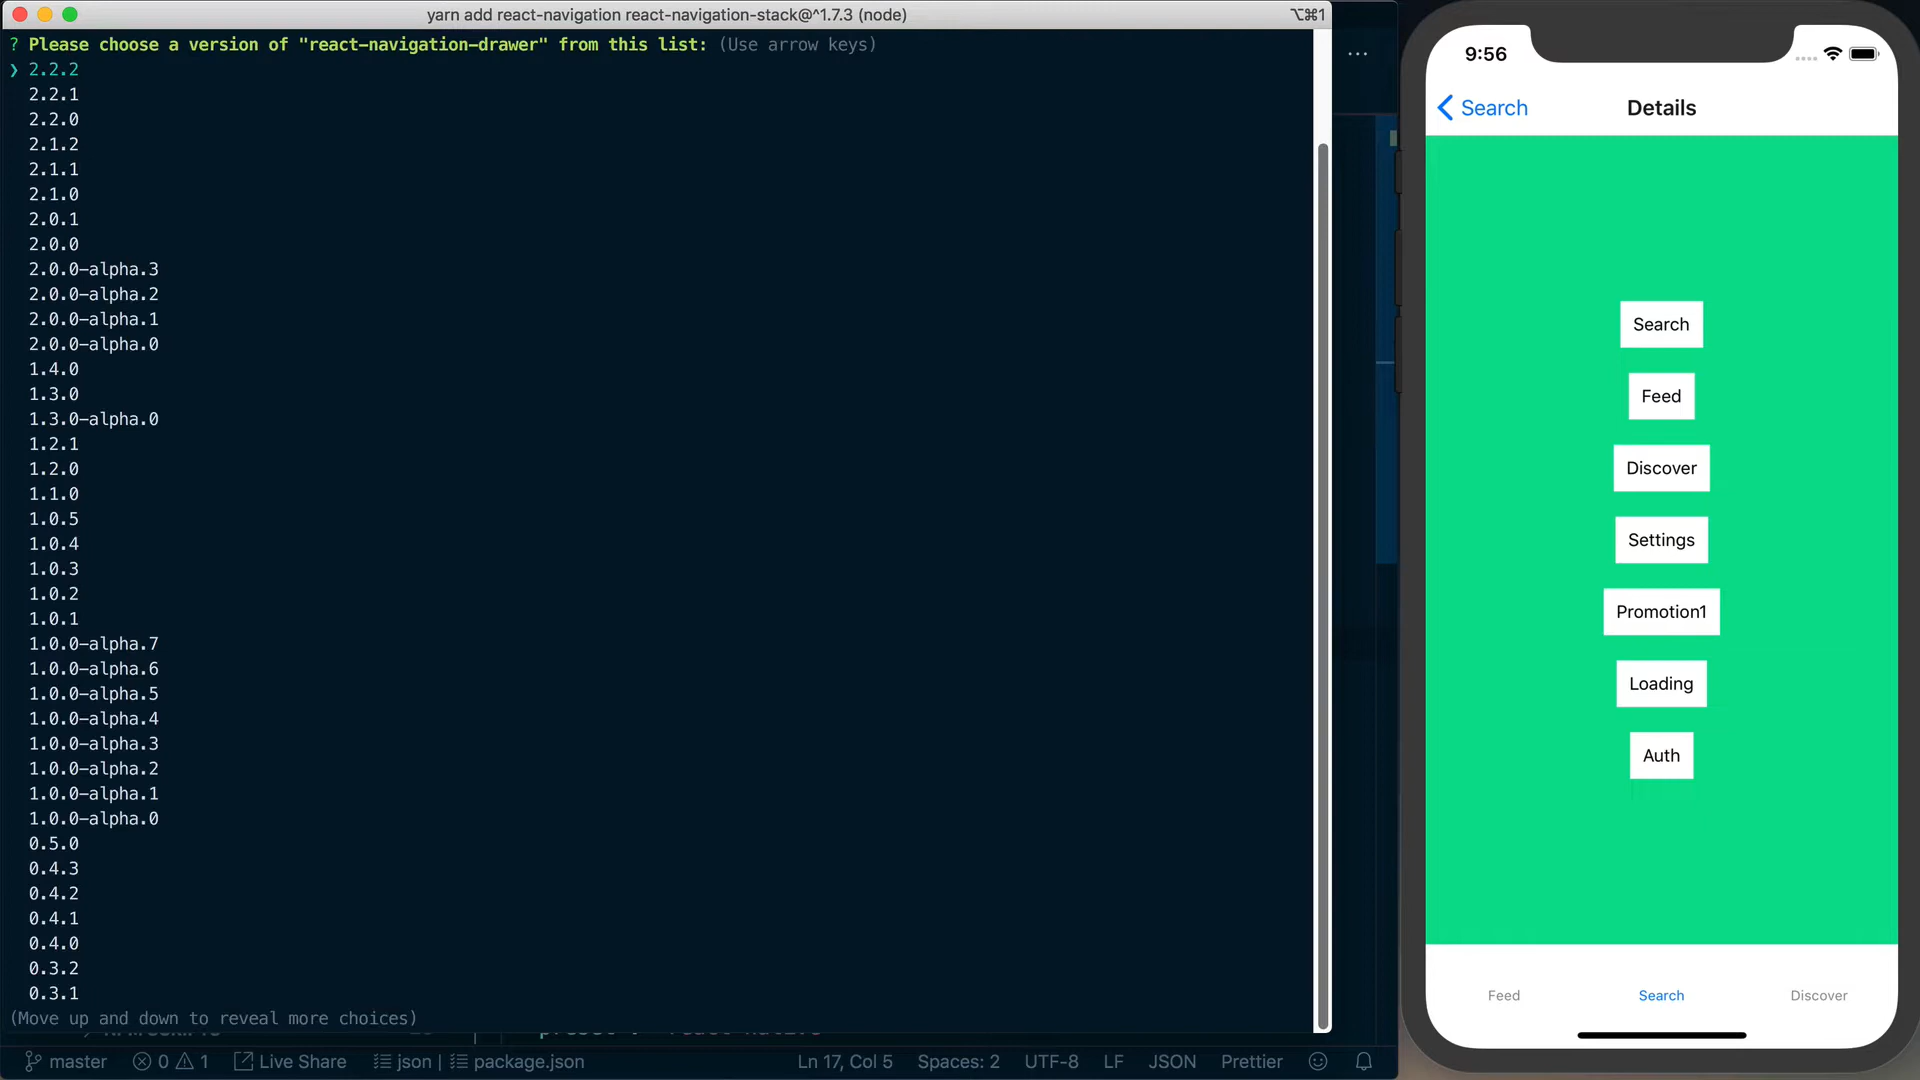 yarn add react-navigation react-navigation-stack@^1.7.3 (node)
⌥⌘1
? Please choose a version of "react-navigation-drawer" from this list: (Use arrow keys)
❯ 2.2.2
2.2.1
2.2.0
2.1.2
2.1.1
2.1.0
2.0.1
2.0.0
2.0.0-alpha.3
2.0.0-alpha.2
2.0.0-alpha.1
2.0.0-alpha.0
1.4.0
1.3.0
1.3.0-alpha.0
1.2.1
1.2.0
1.1.0
1.0.5
1.0.4
1.0.3
1.0.2
1.0.1
1.0.0-alpha.7
1.0.0-alpha.6
1.0.0-alpha.5
1.0.0-alpha.4
1.0.0-alpha.3
1.0.0-alpha.2
1.0.0-alpha.1
1.0.0-alpha.0
0.5.0
0.4.3
0.4.2
0.4.1
0.4.0
0.3.2
0.3.1
(Move up and down to reveal more choices)
master 0 1 Live Share json | package.json Ln 17, Col 5 Spaces: 2 UTF-8 LF JSON Prettier
9:56
Search Details
Search
Feed
Discover
Settings
Promotion1
Loading
Auth
Feed Search Discover